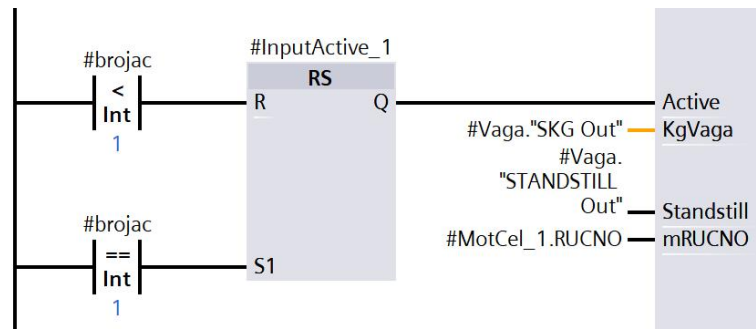 #InputActive_1
#brojac
<
Int
1
RS
R
Q
Active
#Vaga."SKG Out"
KgVaga
#Vaga.
"STANDSTILL
Out"
Standstill
#MotCel_1.RUCNO
mRUCNO
#brojac
==
Int
1
S1